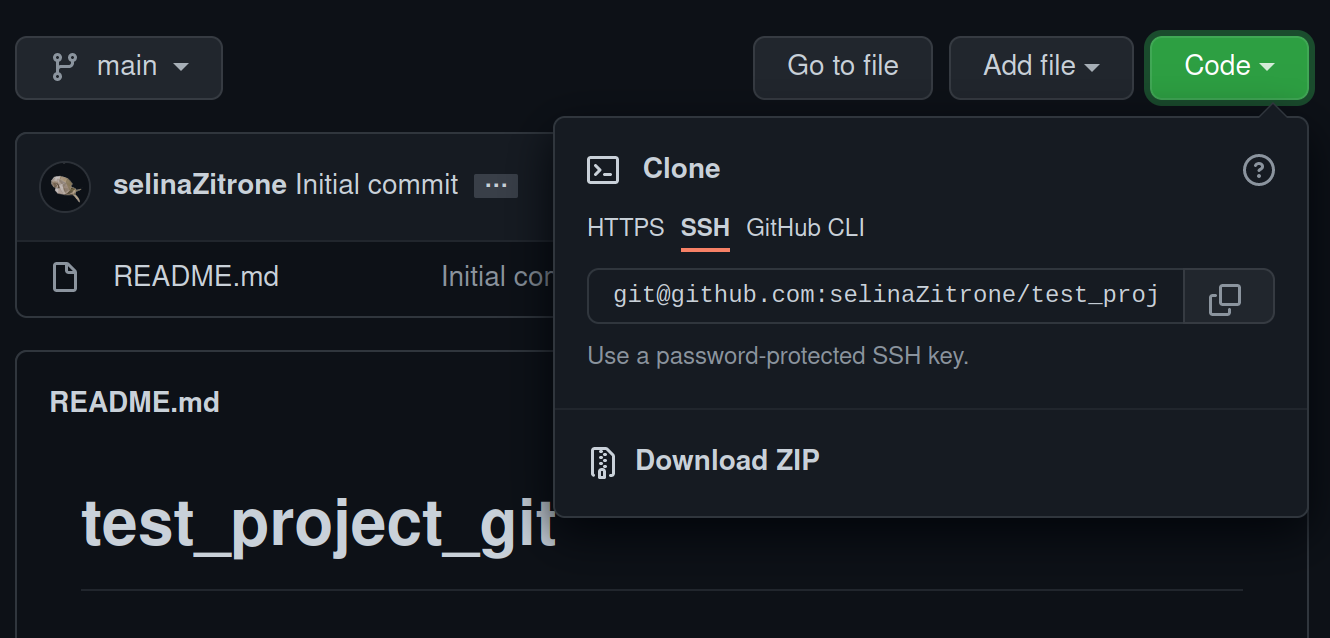 main
Go to file
Add file
Code
Clone
HTTPS SSH GitHub CLI
git@github.com:selinaZitrone/test_proj
Use a password-protected SSH key.
Download ZIP
selinaZitrone Initial commit ...
README.md Initial cor
README.md
test_project_git